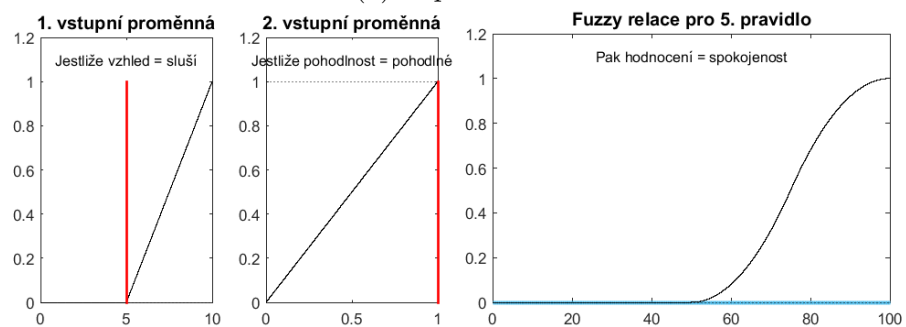 1. vstupní proměnná
1.2
1
0.8
0.6
0.4
0.2
0
0 5 10
Jestliže vzhled = sluší
2. vstupní proměnná
1.2
1
0.8
0.6
0.4
0.2
0
0 0.5 1
Jestliže pohodlnost = pohodlné
Fuzzy relace pro 5. pravidlo
1.2
1
0.8
0.6
0.4
0.2
0
0 20 40 60 80 100
Pak hodnocení = spokojenost